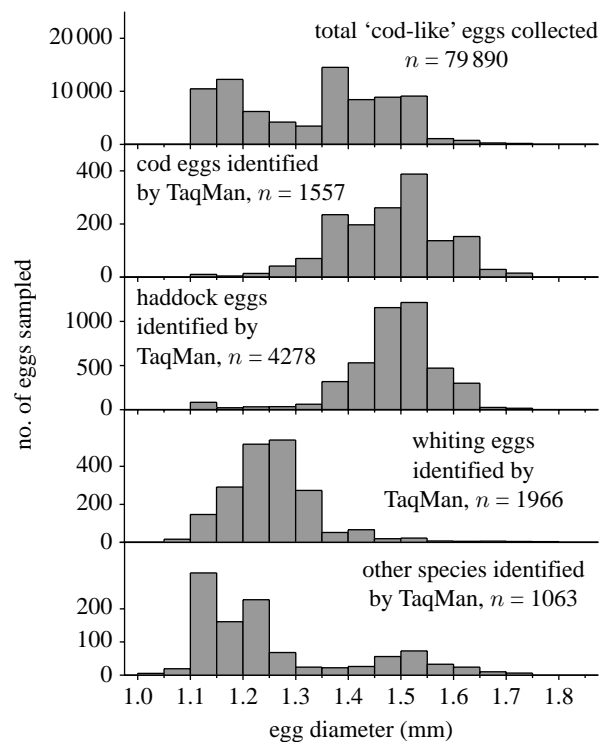 total ‘cod-like’ eggs collected
n = 79 890
20 000
10 000
0
cod eggs identified
by TaqMan, n = 1557
400
200
0
haddock eggs
identified by
TaqMan, n = 4278
1000
500
0
whiting eggs
identified by
TaqMan, n = 1966
400
200
0
other species identified
by TaqMan, n = 1063
200
100
0
no. of eggs sampled
1.0 1.1 1.2 1.3 1.4 1.5 1.6 1.7 1.8
egg diameter (mm)